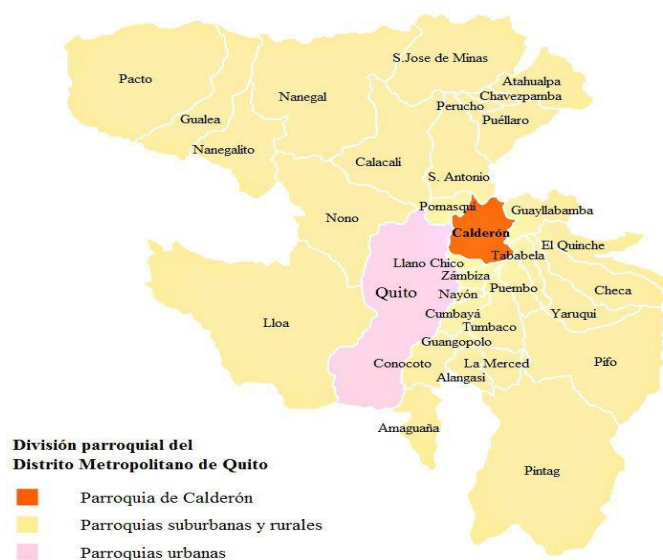 S.Jose de Minas
Pacto
Atahualpa
Nanegal
Chavezpamba
Perucho
Puéllaro
Gualea
Nanegalito
Calacali
S. Antonio
Pomasqui
Guayllabamba
Nono
Calderón
El Quinche
Tababela
Llano Chico
Zámbiza
Puembo
Checa
Quito
Nayón
Cumbayá
Yaruqui
Lloa
Tumbaco
Guangopolo
Conocoto
La Merced
Pifo
Alangasi
Amaguaña
Pintag
División parroquial del
Distrito Metropolitano de Quito
Parroquia de Calderón
Parroquias suburbanas y rurales
Parroquias urbanas